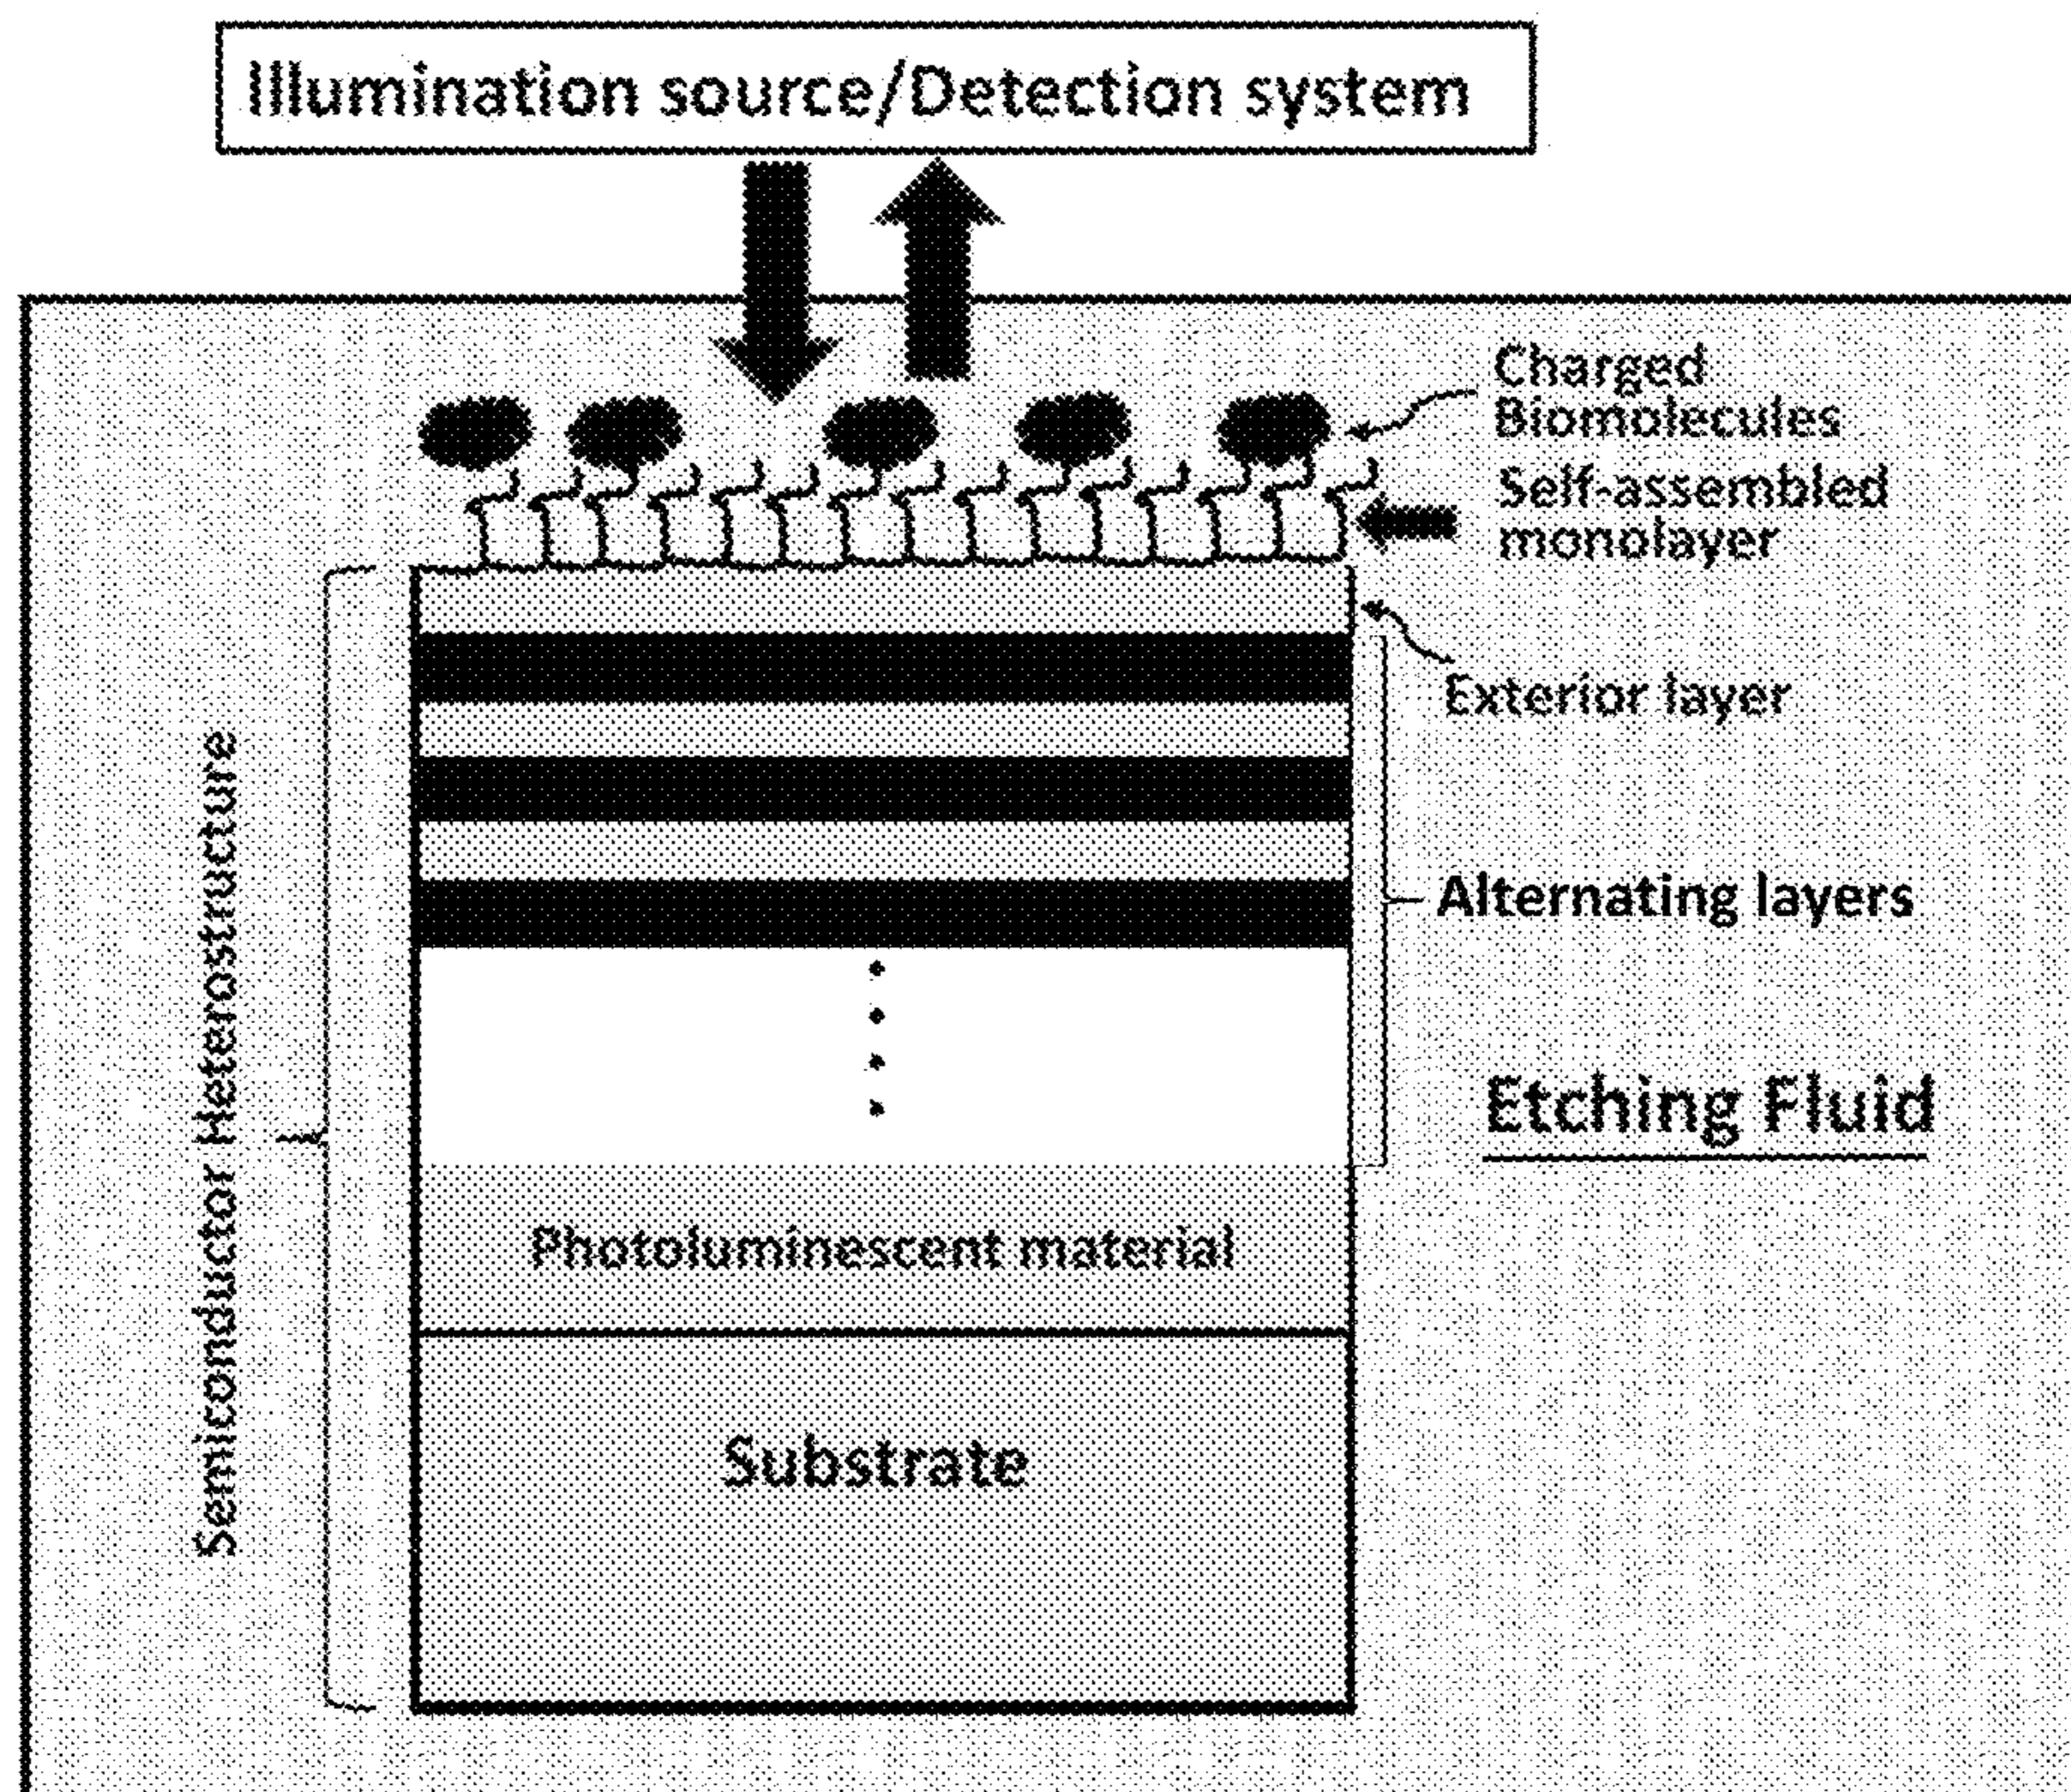 Illumination source/Detection system
Charged
Biomolecules
Self-assembled
monolayer
Exterior layer
Semiconductor Heterostructure
Alternating layers
Etching Fluid
Photoluminescent material
Substrate